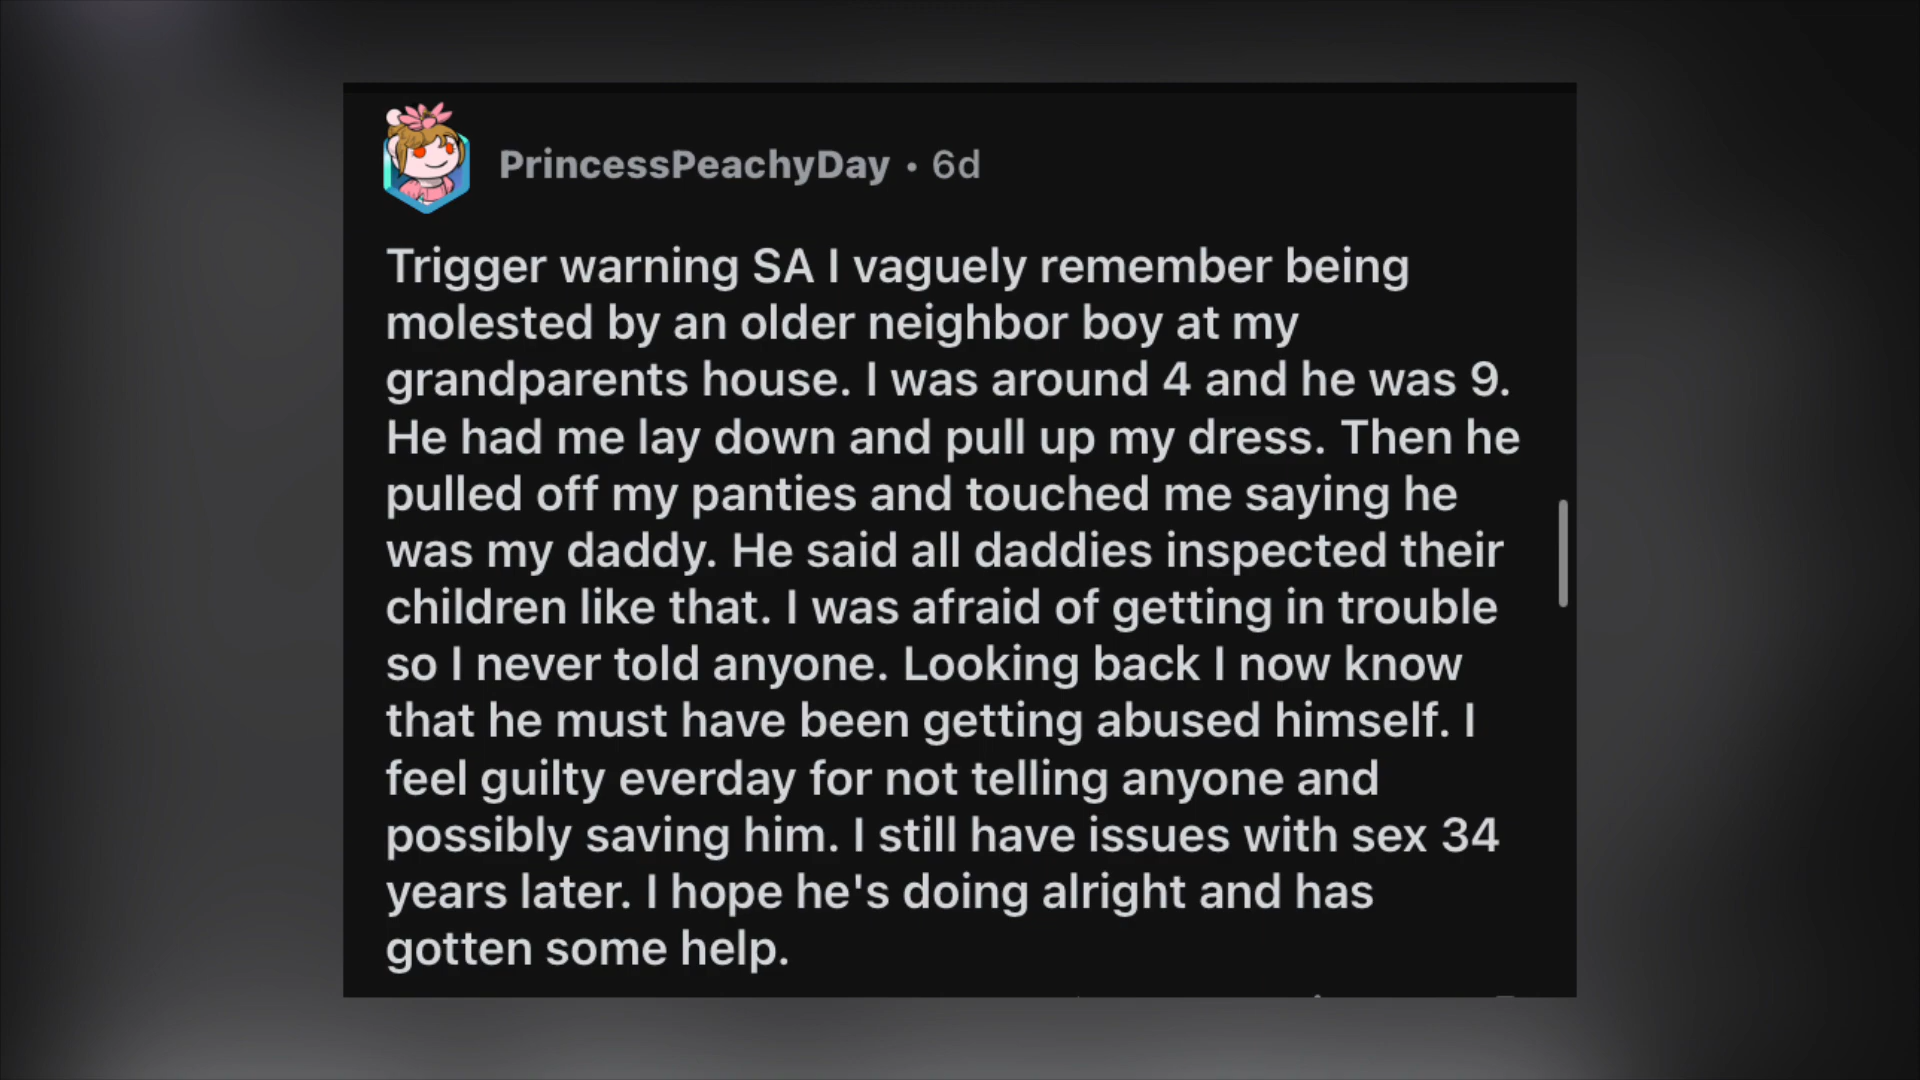 PrincessPeachyDay • 6d
Trigger warning SA I vaguely remember being
molested by an older neighbor boy at my
grandparents house. I was around 4 and he was 9.
He had me lay down and pull up my dress. Then he
pulled off my panties and touched me saying he
was my daddy. He said all daddies inspected their
children like that. I was afraid of getting in trouble
so I never told anyone. Looking back I now know
that he must have been getting abused himself. I
feel guilty everday for not telling anyone and
possibly saving him. I still have issues with sex 34
years later. I hope he's doing alright and has
gotten some help.